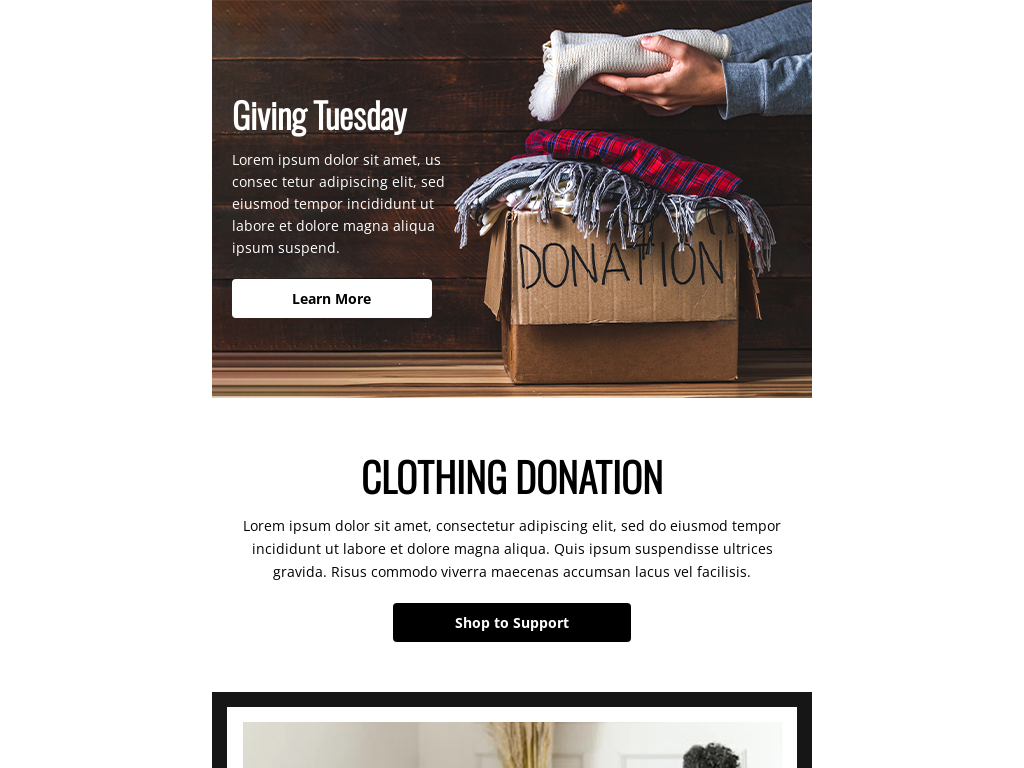 Giving Tuesday
Lorem ipsum dolor sit amet, us
consec tetur adipiscing elit, sed
eiusmod tempor incididunt ut
labore et dolore magna aliqua
ipsum suspend.
Learn More
DONATION
CLOTHING DONATION
Lorem ipsum dolor sit amet, consectetur adipiscing elit, sed do eiusmod tempor
incididunt ut labore et dolore magna aliqua. Quis ipsum suspendisse ultrices
gravida. Risus commodo viverra maecenas accumsan lacus vel facilisis.
Shop to Support